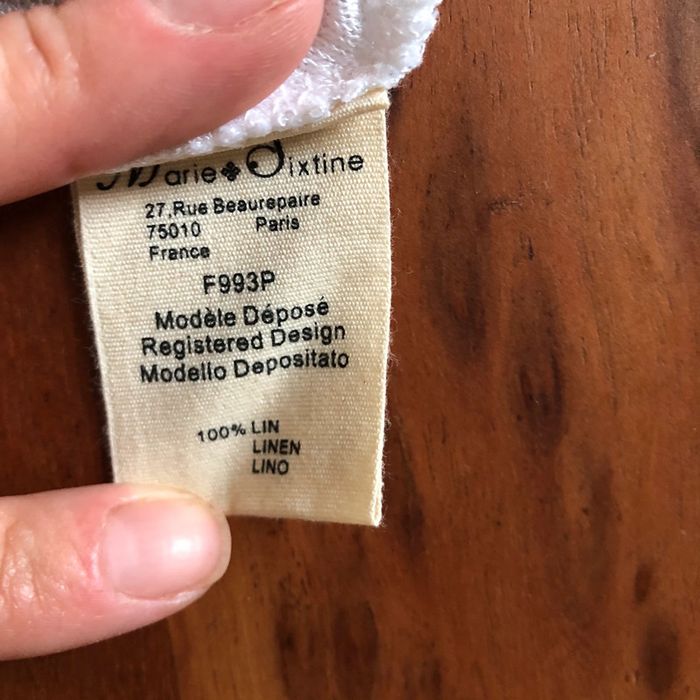 Marie Sixtine
27,Rue Beaurepaire
75010 Paris
France
F993P
Modèle Déposé
Registered Design
Modello Depositato
100% LIN
LINEN
LINO